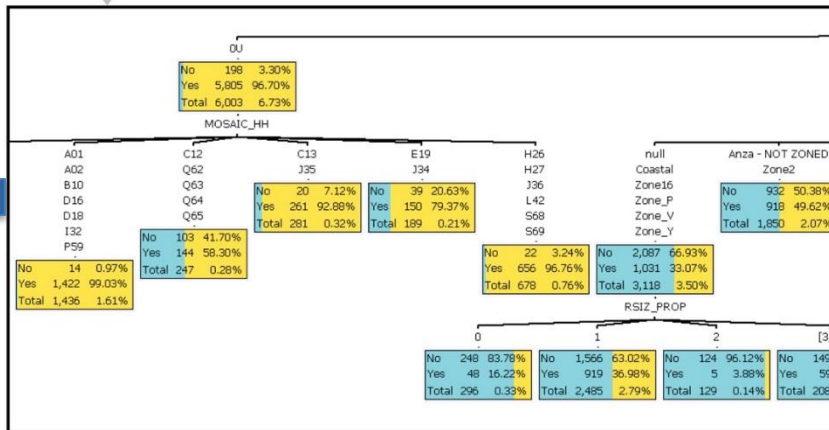 0U
No 198 3.30%
Yes 5,805 96.70%
Total 6,003 6.73%
MOSAIC_HH
A01
A02
B10
D16
D18
I32
P59
No 14 0.97%
Yes 1,422 99.03%
Total 1,436 1.61%
C12
Q62
Q63
Q64
Q65
No 103 41.70%
Yes 144 58.30%
Total 247 0.28%
C13
J35
No 20 7.12%
Yes 261 92.88%
Total 281 0.32%
E19
J34
No 39 20.63%
Yes 150 79.37%
Total 189 0.21%
H26
H27
J36
L42
S68
S69
No 22 3.24%
Yes 656 96.76%
Total 678 0.76%
null
Coastal
Zone16
Zone_P
Zone_V
Zone_Y
No 2,087 66.93%
Yes 1,031 33.07%
Total 3,118 3.50%
Anza - NOT ZONED
Zone2
No 932 50.38%
Yes 918 49.62%
Total 1,850 2.07%
RSIZ_PROP
0
No 248 83.78%
Yes 48 16.22%
Total 296 0.33%
1
No 1,566 63.02%
Yes 919 36.98%
Total 2,485 2.79%
2
No 124 96.12%
Yes 5 3.88%
Total 129 0.14%
[3
No 149
Yes 59
Total 208